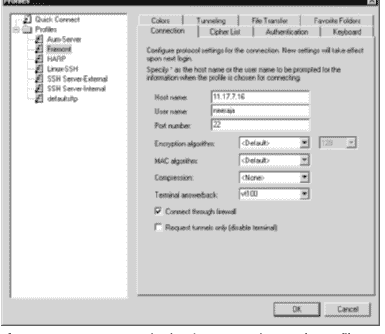 Profiles
Quick Connect
Profiles
Auto-Server
Firemont
HARP
Linux-SSH
SSH Server-External
SSH Server-Internal
defaultsftp
Colors Tunneling File Transfer Favorite Folders
Connection Cipher List Authentication Keyboard
Configure protocol settings for the connection. New settings will take effect
upon next login.
Specify * as the host name or the user name to be prompted for the
information when the profile is chosen for connecting.
Host name: 11.17.7.16
User name: neeraja
Port number: 22
Encryption algorithm: <Default> 128
MAC algorithm: <Default>
Compression: <None>
Terminal answerback: vt100
Connect through firewall
Request tunnels only (disable terminal)
OK Cancel